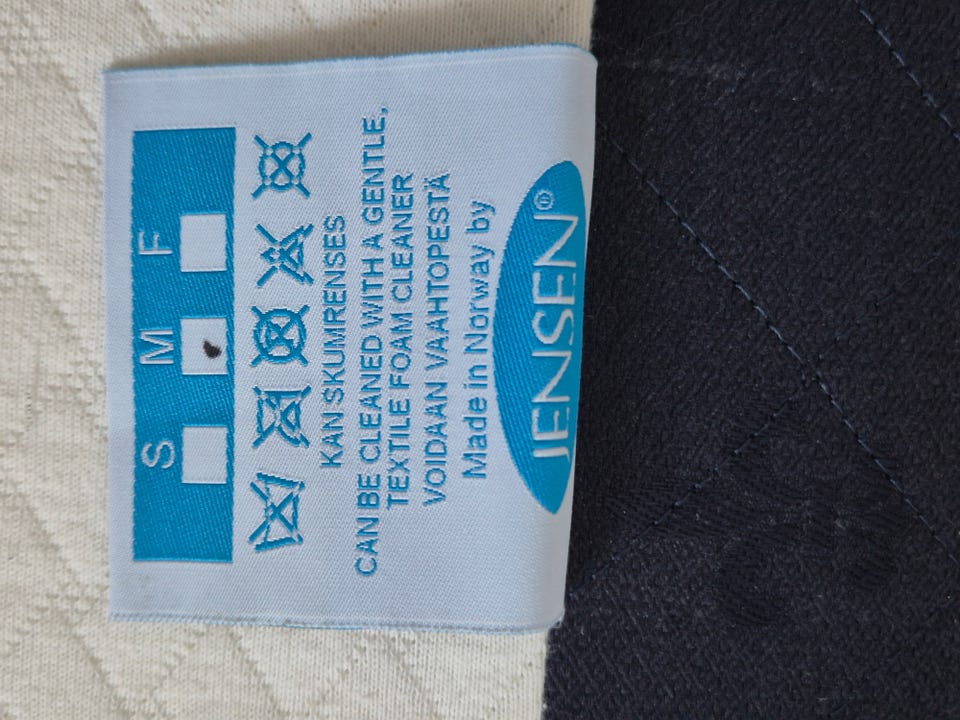 S M F
KAN SKUMRENSES
CAN BE CLEANED WITH A GENTLE,
TEXTILE FOAM CLEANER
VOIDAAN VAAHTOPESTÄ
Made in Norway by
JENSEN®